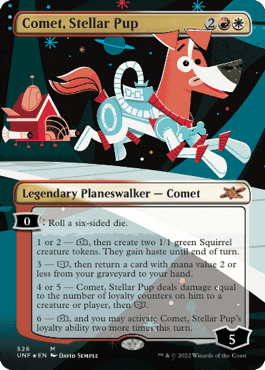 Comet, Stellar Pup 2
Legendary Planeswalker — Comet
0 : Roll a six-sided die.
1 or 2 — [+2], then create two 1/1 green Squirrel
creature tokens. They gain haste until end of turn.
3 — [−1], then return a card with mana value 2 or
less from your graveyard to your hand.
4 or 5 — Comet, Stellar Pup deals damage equal
to the number of loyalty counters on him to a
creature or player, then [−2].
6 — [+1], and you may activate Comet, Stellar Pup's
loyalty ability two more times this turn.
5
526 M
UNF EN DAVID SEMPLE ™ & © 2022 Wizards of the Coast